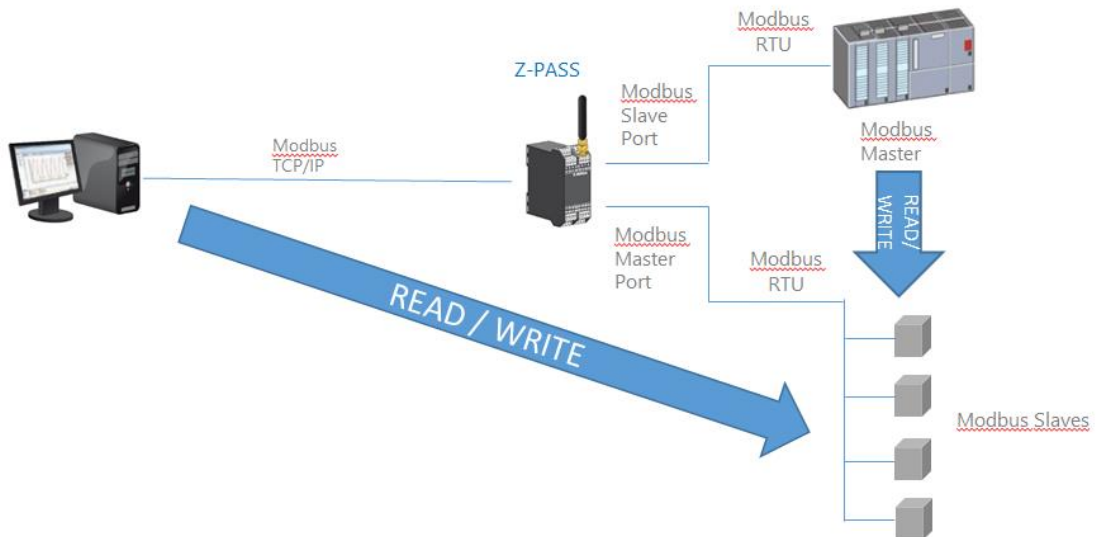 Modbus
RTU
Z-PASS
Modbus
Slave
Port
Modbus
TCP/IP
Modbus
Master
READ/
WRITE
Modbus
Master
Port
Modbus
RTU
READ / WRITE
Modbus Slaves